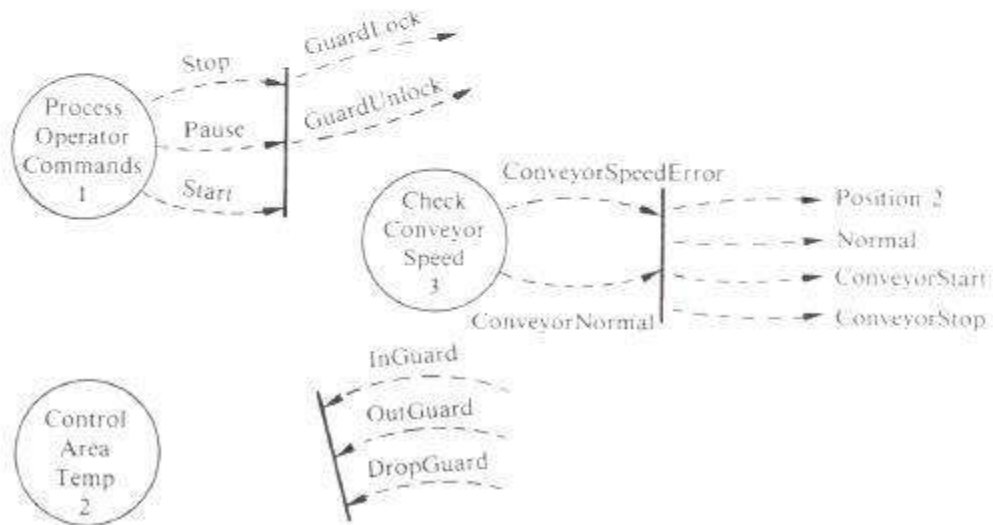 GuardLock
Stop
Process
Operator
Commands
1
Pause
GuardUnlock
Start
ConveyorSpeedError
Check
Conveyor
Speed
3
Position 2
Normal
ConveyorStart
ConveyorStop
ConveyorNormal
InGuard
OutGuard
DropGuard
Control
Area
Temp
2